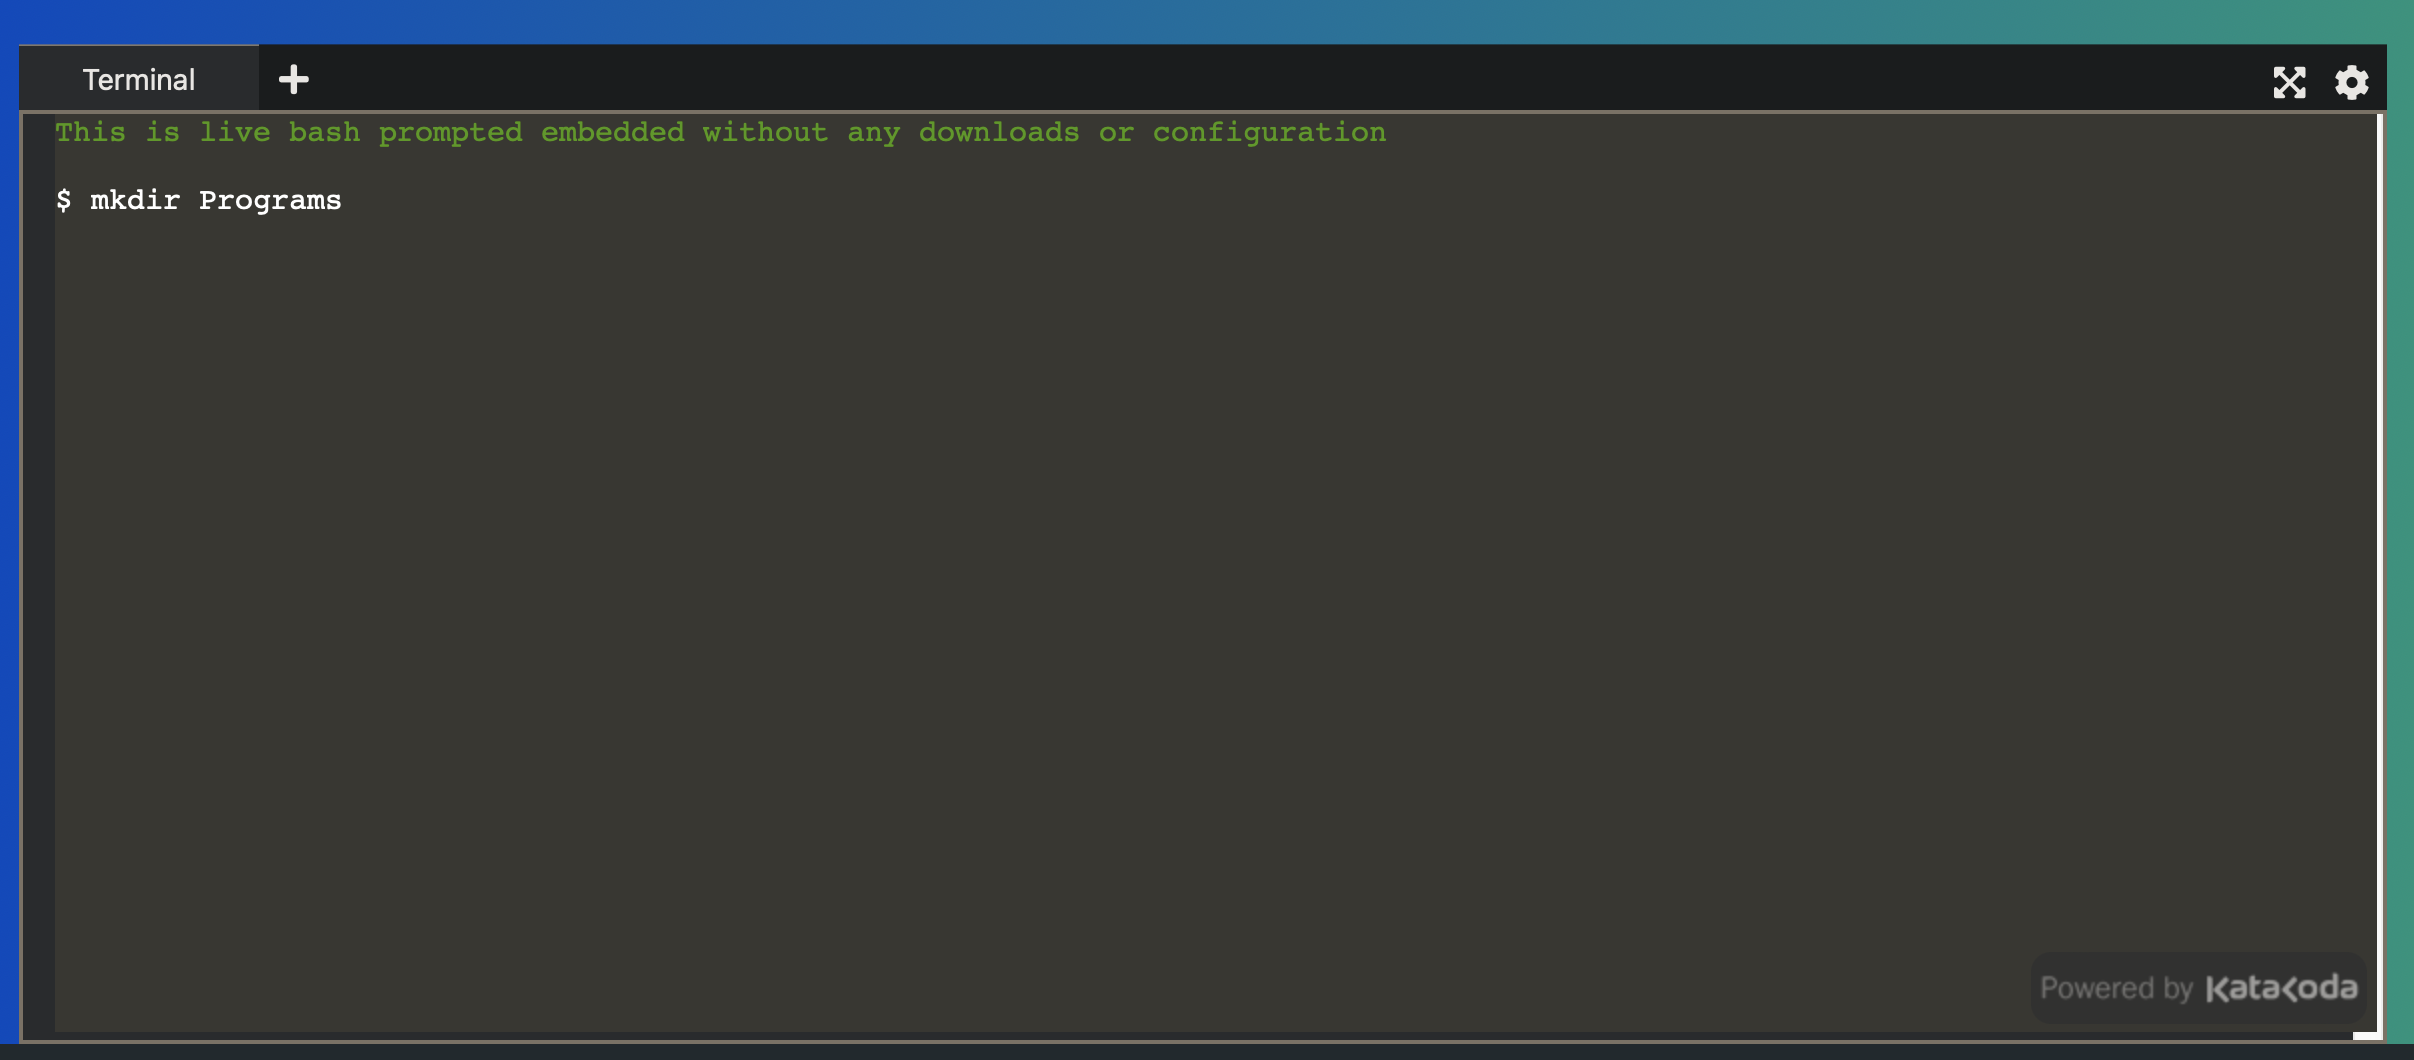 Terminal
This is live bash prompted embedded without any downloads or configuration
$ mkdir Programs
Powered by Katacoda